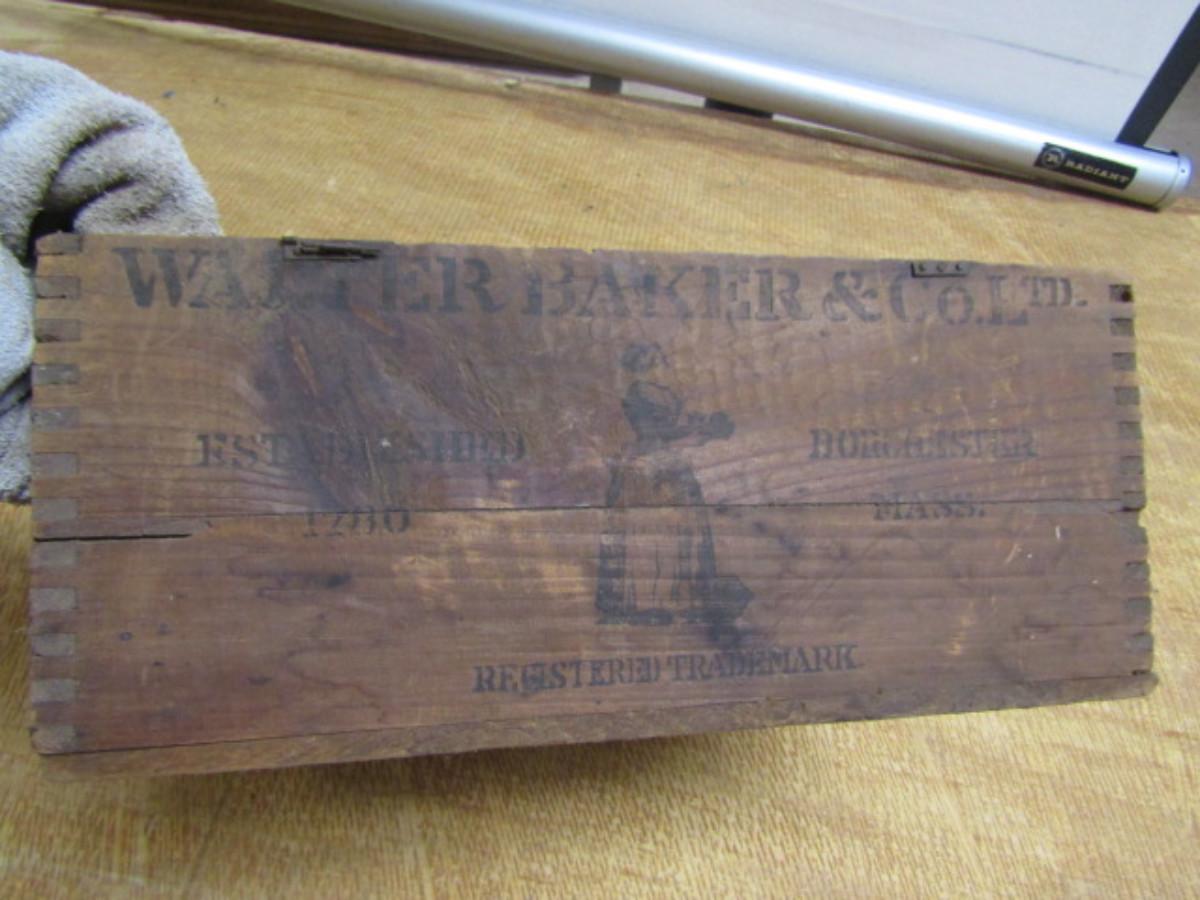 RADIANT
WALTER BAKER & Co. LTD.
ESTABLISHED
1780
DORCHESTER
MASS.
REGISTERED TRADEMARK